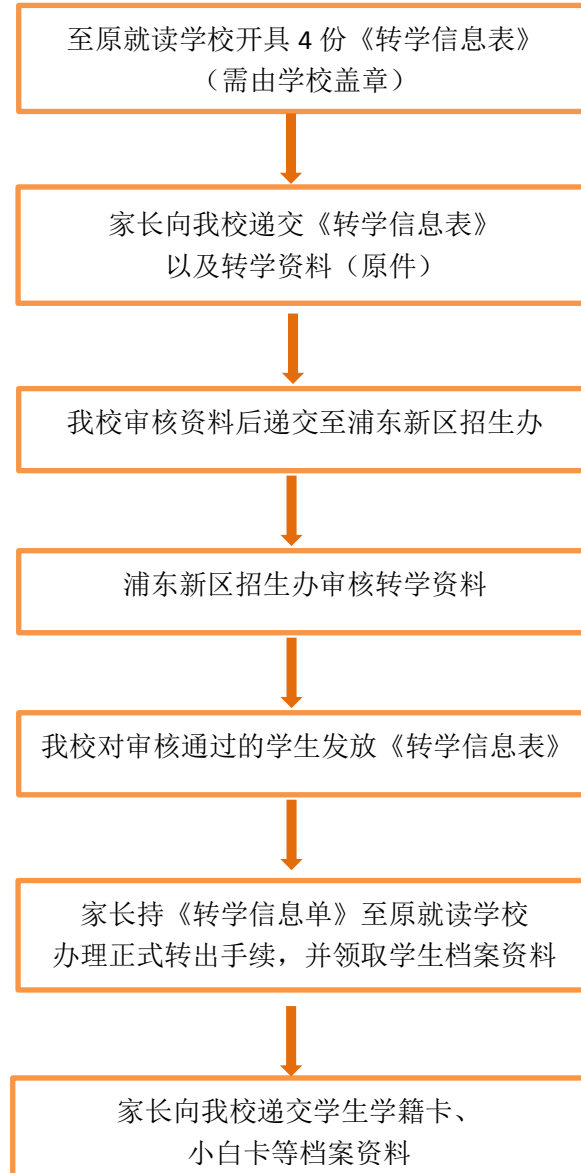 至原就读学校开具 4 份《转学信息表》
（需由学校盖章）
家长向我校递交《转学信息表》
以及转学资料（原件）
我校审核资料后递交至浦东新区招生办
浦东新区招生办审核转学资料
我校对审核通过的学生发放《转学信息表》
家长持《转学信息单》至原就读学校
办理正式转出手续，并领取学生档案资料
家长向我校递交学生学籍卡、
小白卡等档案资料